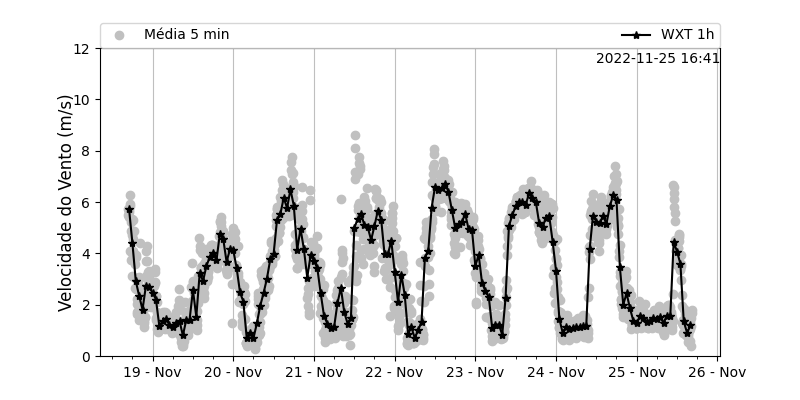 Média 5 min
WXT 1h
2022-11-25 16:41
Velocidade do Vento (m/s)
12
10
8
6
4
2
0
19 - Nov
20 - Nov
21 - Nov
22 - Nov
23 - Nov
24 - Nov
25 - Nov
26 - Nov